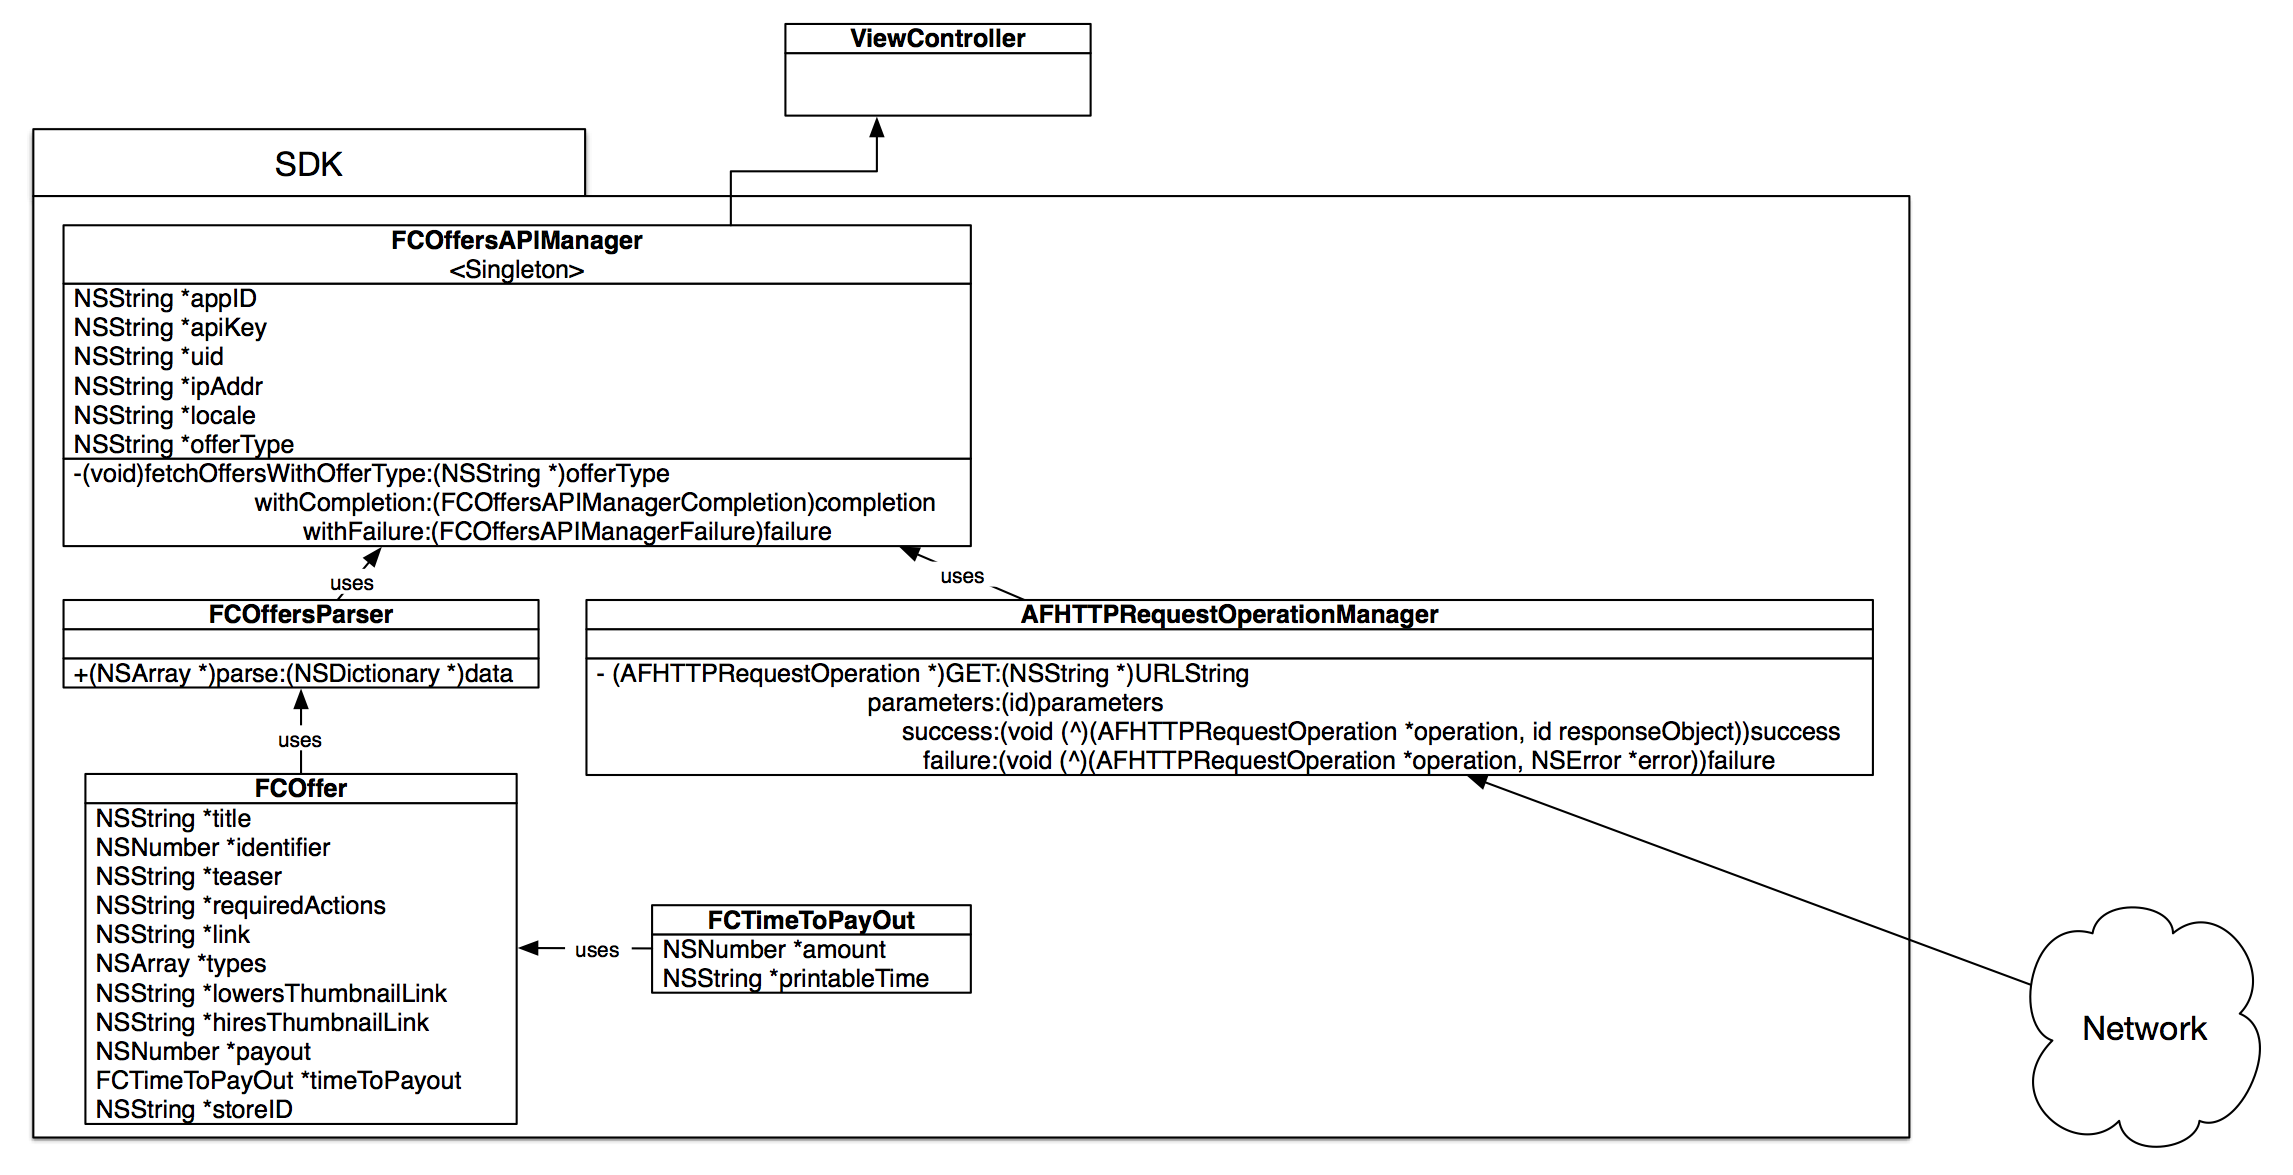 ViewController
SDK
FCOffersAPIManager
<Singleton>
NSString *appID
NSString *apiKey
NSString *uid
NSString *ipAddr
NSString *locale
NSString *offerType
-(void)fetchOffersWithOfferType:(NSString *)offerType
withCompletion:(FCOffersAPIManagerCompletion)completion
withFailure:(FCOffersAPIManagerFailure)failure
uses
uses
FCOffersParser
+(NSArray *)parse:(NSDictionary *)data
AFHTTPRequestOperationManager
- (AFHTTPRequestOperation *)GET:(NSString *)URLString
parameters:(id)parameters
success:(void (^)(AFHTTPRequestOperation *operation, id responseObject))success
failure:(void (^)(AFHTTPRequestOperation *operation, NSError *error))failure
uses
FCOffer
NSString *title
NSNumber *identifier
NSString *teaser
NSString *requiredActions
NSString *link
NSArray *types
NSString *lowersThumbnailLink
NSString *hiresThumbnailLink
NSNumber *payout
FCTimeToPayOut *timeToPayout
NSString *storeID
uses
FCTimeToPayOut
NSNumber *amount
NSString *printableTime
Network